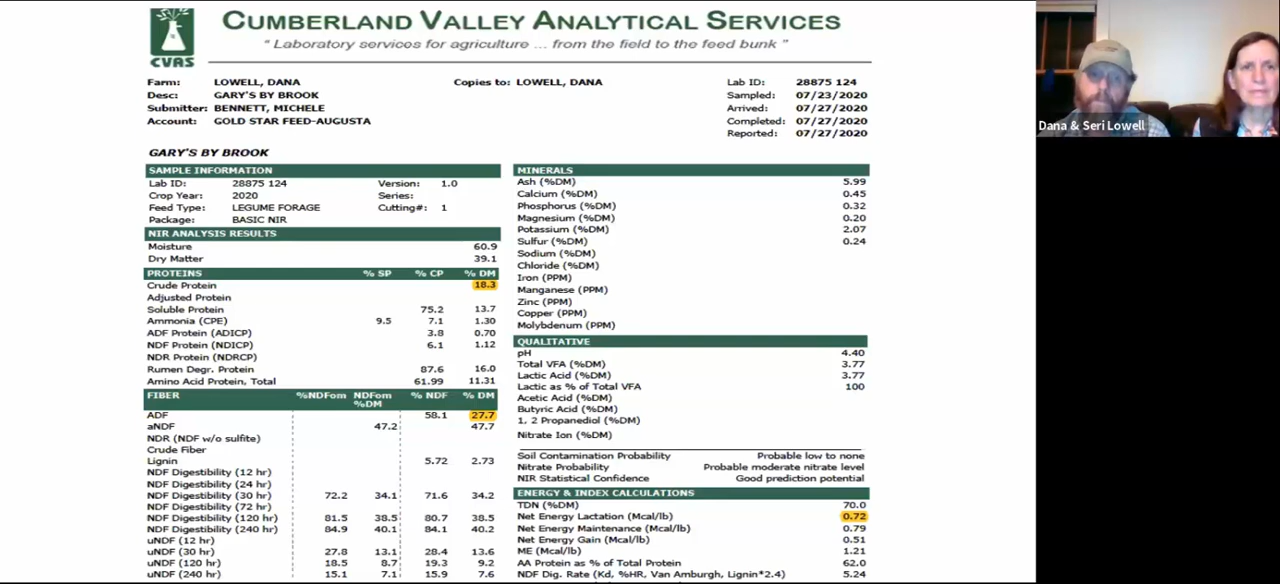 CUMBERLAND VALLEY ANALYTICAL SERVICES
"Laboratory services for agriculture ... from the field to the feed bunk"
CVAS
Farm: LOWELL, DANA Copies to: LOWELL, DANA Lab ID: 28875 124
Desc: GARY'S BY BROOK Sampled: 07/23/2020
Submitter: BENNETT, MICHELE Arrived: 07/27/2020
Account: GOLD STAR FEED-AUGUSTA Completed: 07/27/2020
Reported: 07/27/2020
Dana & Seri Lowell
GARY'S BY BROOK
SAMPLE INFORMATION
Lab ID: 28875 124 Version: 1.0
Crop Year: 2020 Series:
Feed Type: LEGUME FORAGE Cutting#: 1
Package: BASIC NIR
NIR ANALYSIS RESULTS
Moisture 60.9
Dry Matter 39.1
PROTEINS % SP % CP % DM
Crude Protein 18.3
Adjusted Protein
Soluble Protein 75.2 13.7
Ammonia (CPE) 9.5 7.1 1.30
ADF Protein (ADICP) 3.8 0.70
NDF Protein (NDICP) 6.1 1.12
NDR Protein (NDRCP)
Rumen Degr. Protein 87.6 16.0
Amino Acid Protein, Total 61.99 11.31
FIBER %NDFom NDFom %DM % NDF % DM
ADF 58.1 27.7
aNDF 47.2 47.7
NDR (NDF w/o sulfite)
Crude Fiber
Lignin 5.72 2.73
NDF Digestibility (12 hr)
NDF Digestibility (24 hr)
NDF Digestibility (30 hr) 72.2 34.1 71.6 34.2
NDF Digestibility (72 hr)
NDF Digestibility (120 hr) 81.5 38.5 80.7 38.5
NDF Digestibility (240 hr) 84.9 40.1 84.1 40.2
uNDF (12 hr)
uNDF (30 hr) 27.8 13.1 28.4 13.6
uNDF (120 hr) 18.5 8.7 19.3 9.2
uNDF (240 hr) 15.1 7.1 15.9 7.6
MINERALS
Ash (%DM) 5.99
Calcium (%DM) 0.45
Phosphorus (%DM) 0.32
Magnesium (%DM) 0.20
Potassium (%DM) 2.07
Sulfur (%DM) 0.24
Sodium (%DM)
Chloride (%DM)
Iron (PPM)
Manganese (PPM)
Zinc (PPM)
Copper (PPM)
Molybdenum (PPM)
QUALITATIVE
pH 4.40
Total VFA (%DM) 3.77
Lactic Acid (%DM) 3.77
Lactic as % of Total VFA 100
Acetic Acid (%DM)
Butyric Acid (%DM)
1, 2 Propanediol (%DM)
Nitrate Ion (%DM)
Soil Contamination Probability Probable low to none
Nitrate Probability Probable moderate nitrate level
NIR Statistical Confidence Good prediction potential
ENERGY & INDEX CALCULATIONS
TDN (%DM) 70.0
Net Energy Lactation (Mcal/lb) 0.72
Net Energy Maintenance (Mcal/lb) 0.79
Net Energy Gain (Mcal/lb) 0.51
ME (Mcal/lb) 1.21
AA Protein as % of Total Protein 62.0
NDF Dig. Rate (Kd, %HR, Van Amburgh, Lignin*2.4) 5.24